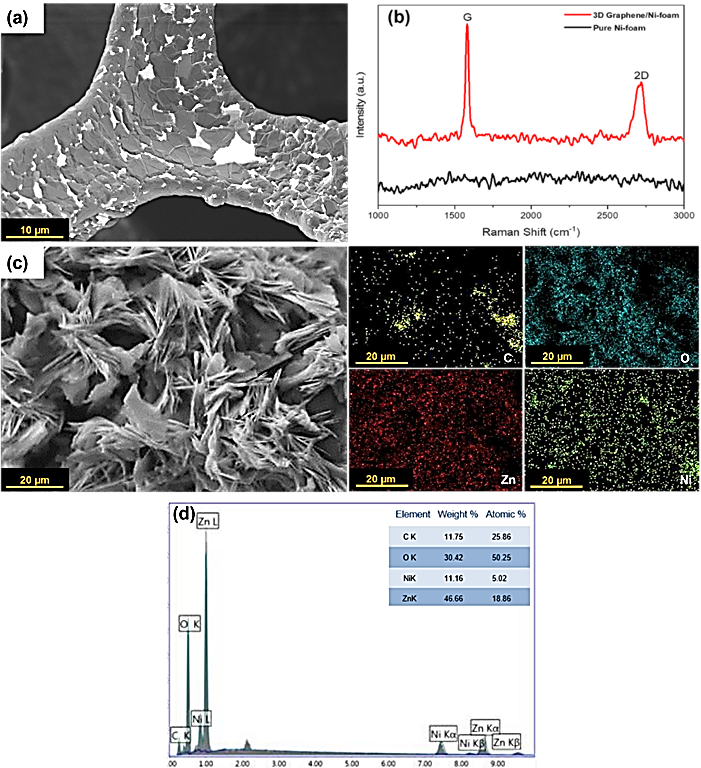 (a)
10 µm
(b)
G
3D Graphene/Ni-foam
Pure Ni-foam
2D
Intensity (a.u.)
1000 1500 2000 2500 3000
Raman Shift (cm-1)
(c)
20 µm
20 µm C
20 µm O
20 µm Zn
20 µm Ni
(d)
Zn L
O K
Ni L
C K
Ni Kα
Zn Kα
Ni Kβ
Zn Kβ
Element Weight % Atomic %
C K 11.75 25.86
O K 30.42 50.25
NiK 11.16 5.02
ZnK 46.66 18.86
.00 1.00 2.00 3.00 4.00 5.00 6.00 7.00 8.00 9.00